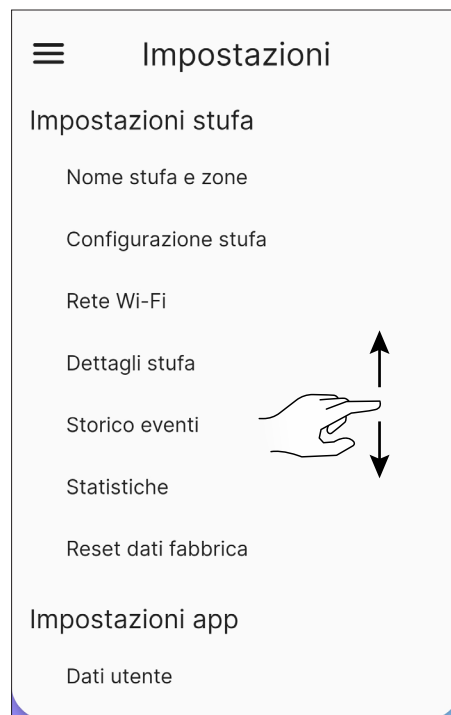 Impostazioni
Impostazioni stufa
Nome stufa e zone
Configurazione stufa
Rete Wi-Fi
Dettagli stufa
Storico eventi
Statistiche
Reset dati fabbrica
Impostazioni app
Dati utente